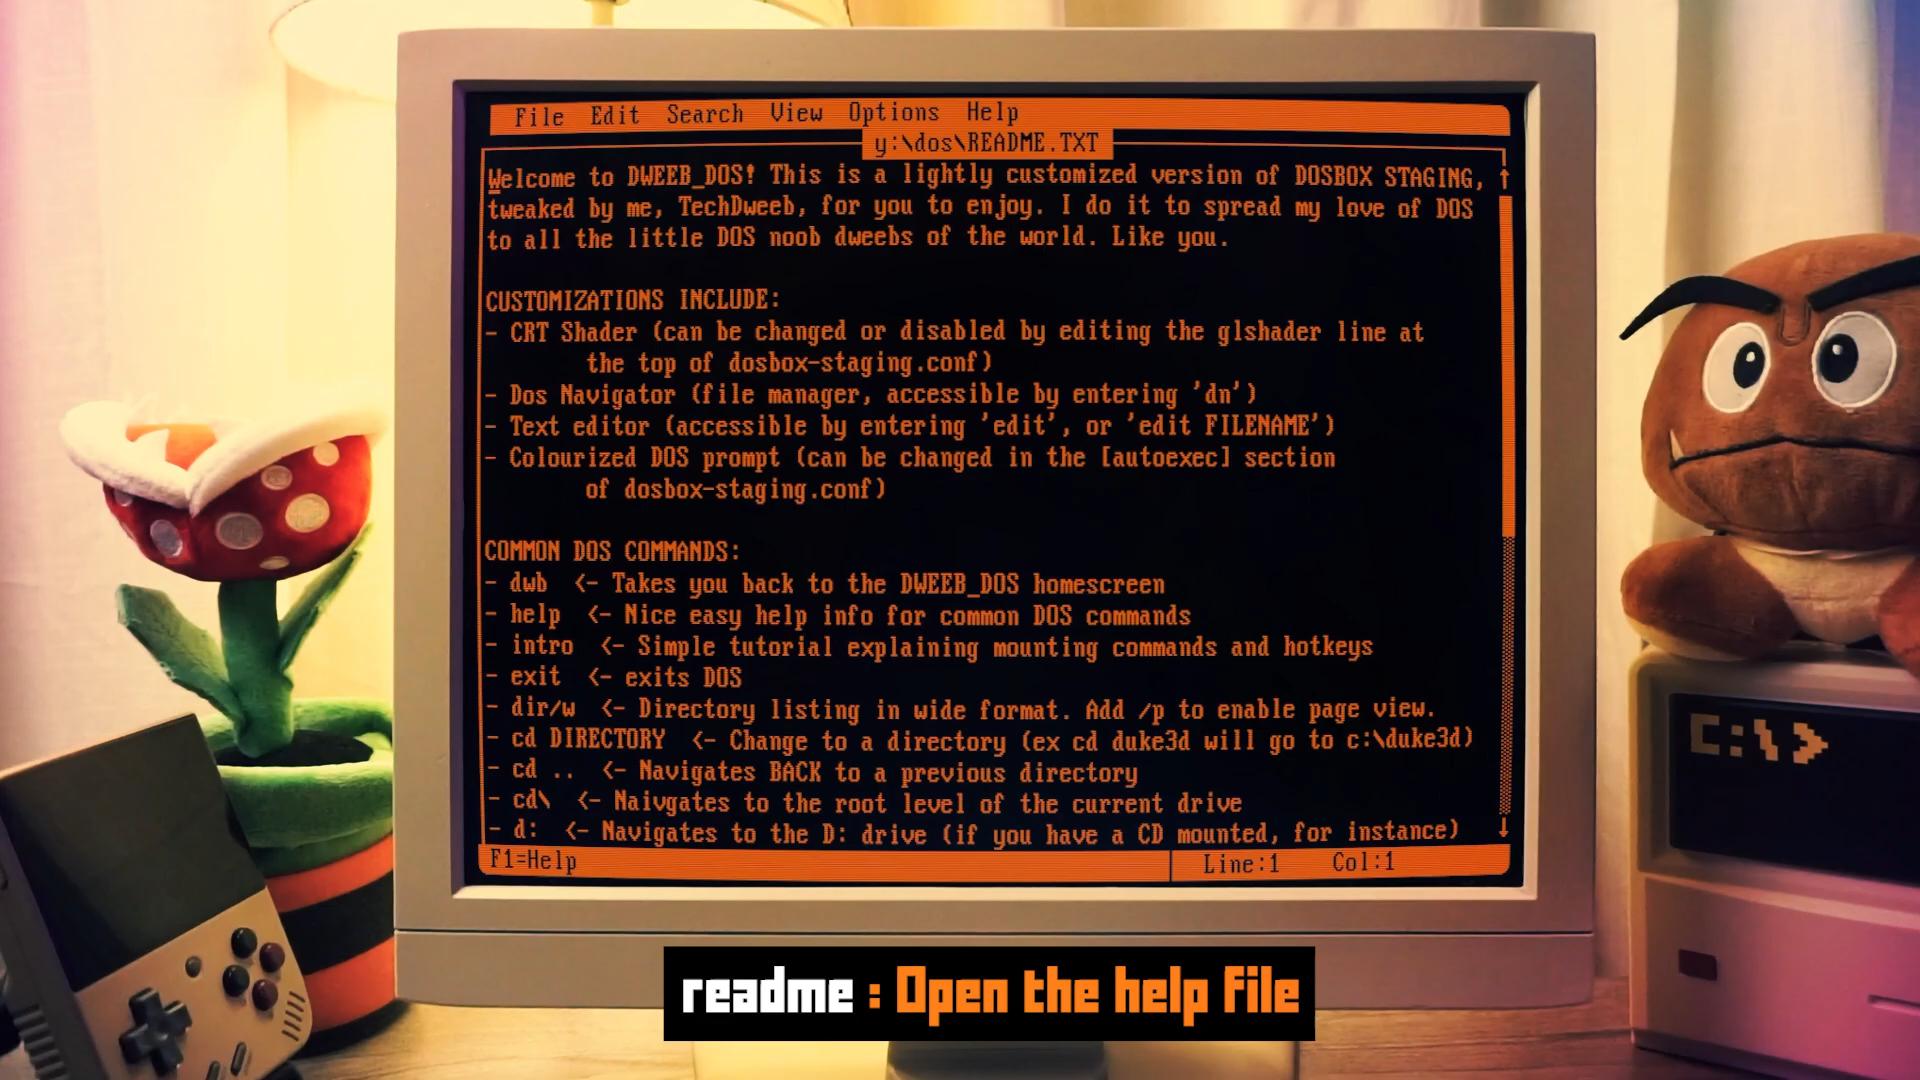 File Edit Search View Options Help
y:\dos\README.TXT
Welcome to DWEEB_DOS! This is a lightly customized version of DOSBOX STAGING,
tweaked by me, TechDweeb, for you to enjoy. I do it to spread my love of DOS
to all the little DOS noob dweebs of the world. Like you.
CUSTOMIZATIONS INCLUDE:
- CRT Shader (can be changed or disabled by editing the glshader line at
the top of dosbox-staging.conf)
- Dos Navigator (file manager, accessible by entering 'dn')
- Text editor (accessible by entering 'edit', or 'edit FILENAME')
- Colourized DOS prompt (can be changed in the [autoexec] section
of dosbox-staging.conf)
COMMON DOS COMMANDS:
- dwb <- Takes you back to the DWEEB_DOS homescreen
- help <- Nice easy help info for common DOS commands
- intro <- Simple tutorial explaining mounting commands and hotkeys
- exit <- exits DOS
- dir/w <- Directory listing in wide format. Add /p to enable page view.
- cd DIRECTORY <- Change to a directory (ex cd duke3d will go to c:\duke3d)
- cd .. <- Navigates BACK to a previous directory
- cd\ <- Naivgates to the root level of the current drive
- d: <- Navigates to the D: drive (if you have a CD mounted, for instance)
F1=Help Line:1 Col:1
C:\>
readme : Open the help file